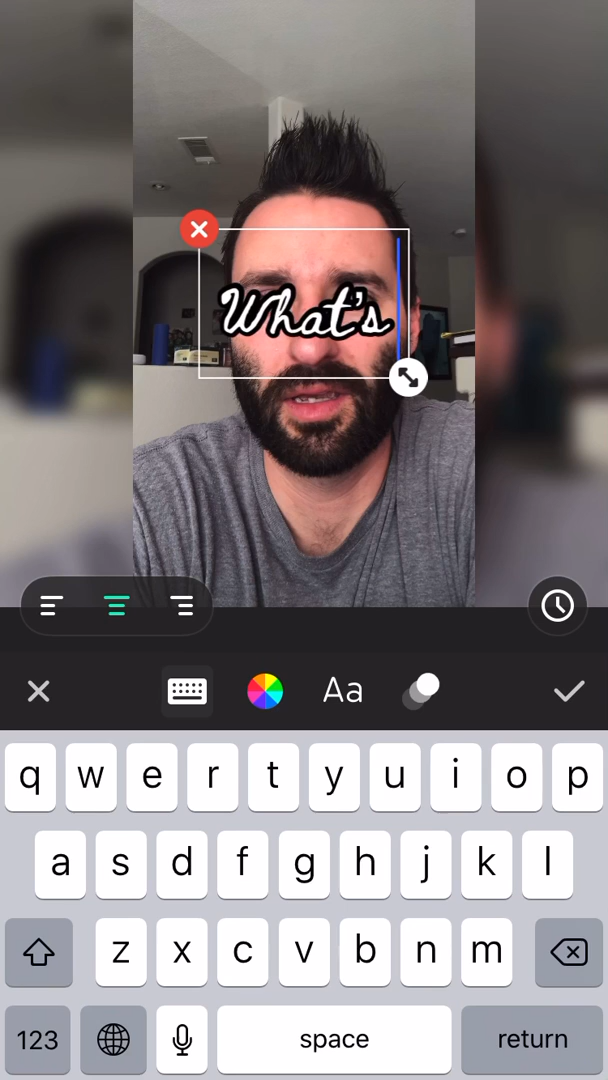 What's
Aa
q w e r t y u i o p
a s d f g h j k l
z x c v b n m
123 space return